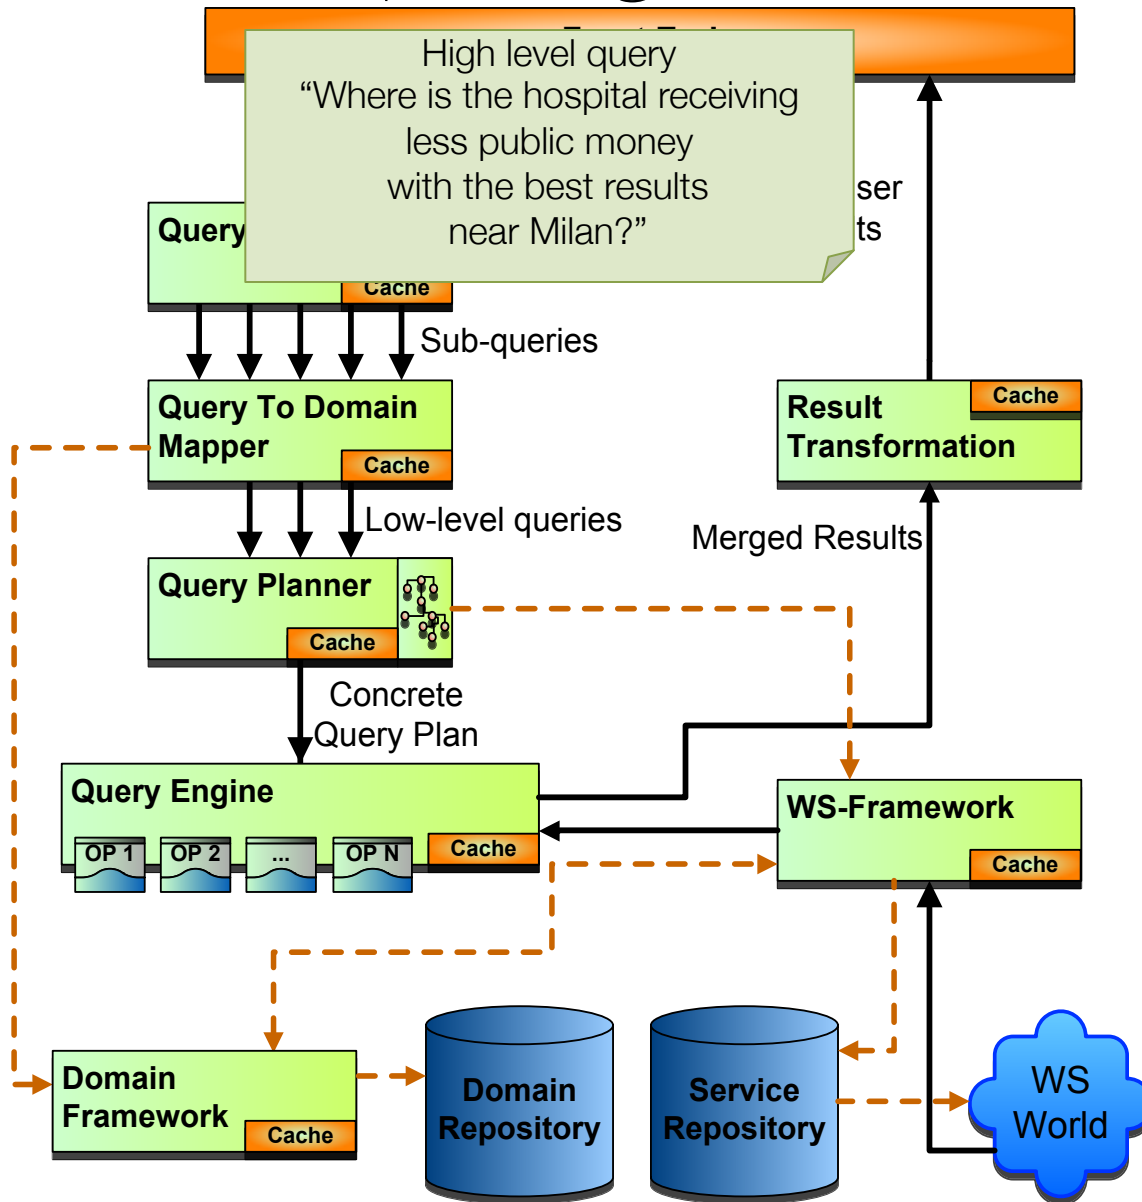 High level query
“Where is the hospital receiving
less public money
with the best results
near Milan?”
ser
ts
Query
Cache
Sub-queries
Query To Domain
Mapper
Cache
Result
Transformation
Cache
Low-level queries
Merged Results
Query Planner
Cache
Concrete
Query Plan
Query Engine
OP 1
OP 2
...
OP N
Cache
WS-Framework
Cache
Domain
Framework
Cache
Domain
Repository
Service
Repository
WS
World